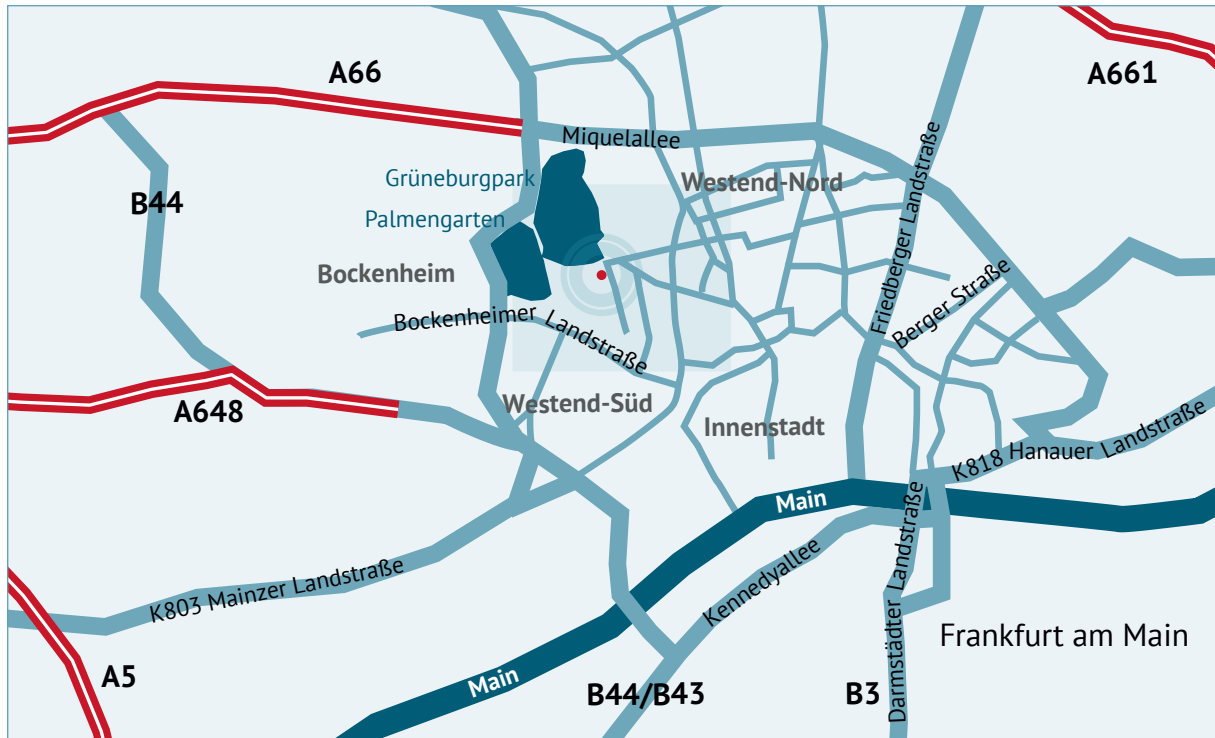 A66
A661
Miquelallee
Grüneburgpark
Westend-Nord
B44
Palmengarten
Friedberger Landstraße
Bockenheim
Berger Straße
Bockenheimer Landstraße
A648
Westend-Süd
Innenstadt
K818 Hanauer Landstraße
Main
K803 Mainzer Landstraße
Kennedyallee
Darmstädter Landstraße
Frankfurt am Main
A5
Main
B44/B43
B3